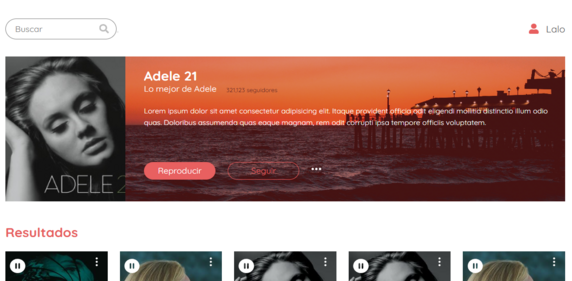 Buscar
Lalo
Adele 21
Lo mejor de Adele 321,123 seguidores
Lorem ipsum dolor sit amet consectetur adipisicing elit. Itaque provident officia odit eligendi mollitia distinctio illum odio
quas. Doloribus assumenda quas eaque magnam, rem odit corrupti ipsa tempore officiis voluptatem.
ADELE 2
Reproducir
Seguir
Resultados